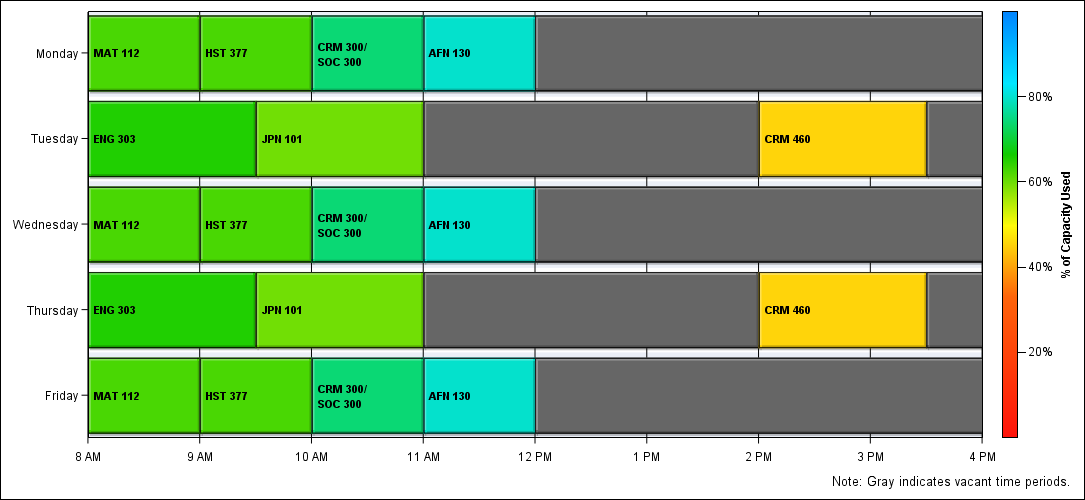 Monday
MAT 112
HST 377
CRM 300/
SOC 300
AFN 130
Tuesday
ENG 303
JPN 101
CRM 460
Wednesday
MAT 112
HST 377
CRM 300/
SOC 300
AFN 130
Thursday
ENG 303
JPN 101
CRM 460
Friday
MAT 112
HST 377
CRM 300/
SOC 300
AFN 130
8 AM
9 AM
10 AM
11 AM
12 PM
1 PM
2 PM
3 PM
4 PM
80%
60%
40%
20%
% of Capacity Used
Note: Gray indicates vacant time periods.